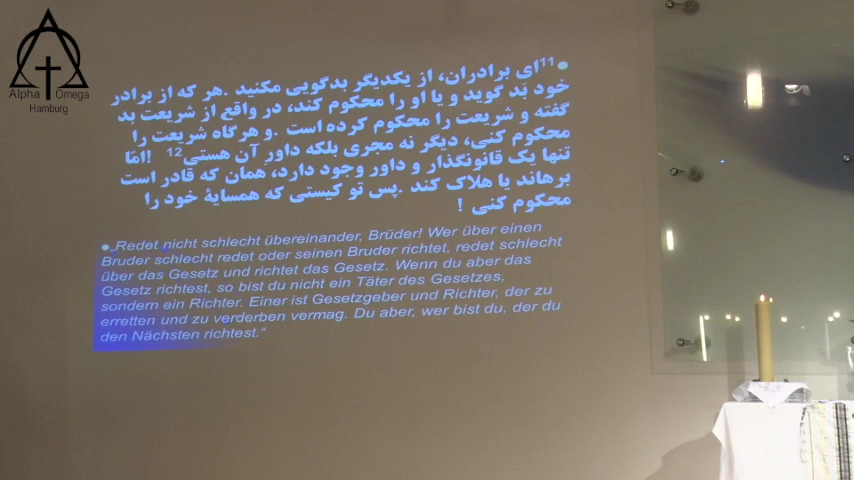 Alpha Omega
Hamburg
●11ای برادران، از یکدیگر بدگویی مکنید .هر که از برادر
خود بَد گوید و یا او را محکوم کند، در واقع از شریعت بد
گفته و شریعت را محکوم کرده است .و هرگاه شریعت را
محکوم کنی، دیگر نه مجری بلکه داور آن هستی12 !امّا
تنها یک قانونگذار و داور وجود دارد، همان که قادر است
برهاند یا هلاک کند .پس تو کیستی که همسایۀ خود را
محکوم کنی !
●„Redet nicht schlecht übereinander, Brüder! Wer über einen
Bruder schlecht redet oder seinen Bruder richtet, redet schlecht
über das Gesetz und richtet das Gesetz. Wenn du aber das
Gesetz richtest, so bist du nicht ein Täter des Gesetzes,
sondern ein Richter. Einer ist Gesetzgeber und Richter, der zu
erretten und zu verderben vermag. Du aber, wer bist du, der du
den Nächsten richtest.“